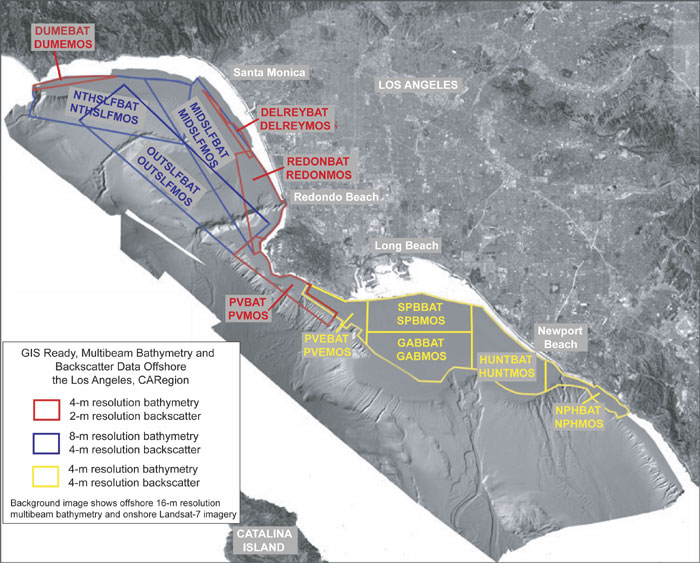 DUMEBAT
DUMEMOS
Santa Monica
LOS ANGELES
NTHSLFBAT
NTHSLFMOS
MIDSLFBAT
MIDSLFMOS
DELREYBAT
DELREYMOS
OUTSLFBAT
OUTSLFMOS
REDONBAT
REDONMOS
Redondo Beach
Long Beach
PVBAT
PVMOS
PVEBAT
PVEMOS
SPBBAT
SPBMOS
GABBAT
GABMOS
HUNTBAT
HUNTMOS
Newport
Beach
NPHBAT
NPHMOS
GIS Ready, Multibeam Bathymetry and
Backscatter Data Offshore
the Los Angeles, CARegion
4-m resolution bathymetry
2-m resolution backscatter
8-m resolution bathymetry
4-m resolution backscatter
4-m resolution bathymetry
4-m resolution backscatter
Background image shows offshore 16-m resolution
multibeam bathymetry and onshore Landsat-7 imagery
CATALINA
ISLAND